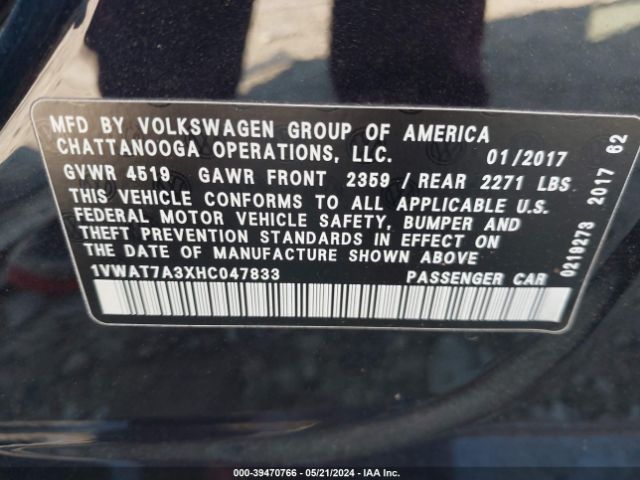 MFD BY VOLKSWAGEN GROUP OF AMERICA
CHATTANOOGA OPERATIONS, LLC. 01/2017
GVWR 4519 GAWR FRONT 2359 / REAR 2271 LBS
THIS VEHICLE CONFORMS TO ALL APPLICABLE U.S.
FEDERAL MOTOR VEHICLE SAFETY, BUMPER AND
THEFT PREVENTION STANDARDS IN EFFECT ON
THE DATE OF MANUFACTURE SHOWN ABOVE
1VWAT7A3XHC047833 PASSENGER CAR
0219273 2017 62
000-39470766 — 05/21/2024 — IAA Inc.